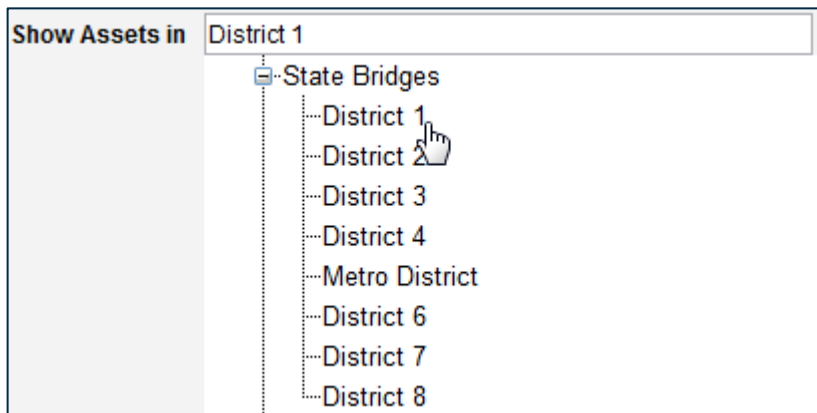 Show Assets in District 1
State Bridges
District 1
District 2
District 3
District 4
Metro District
District 6
District 7
District 8